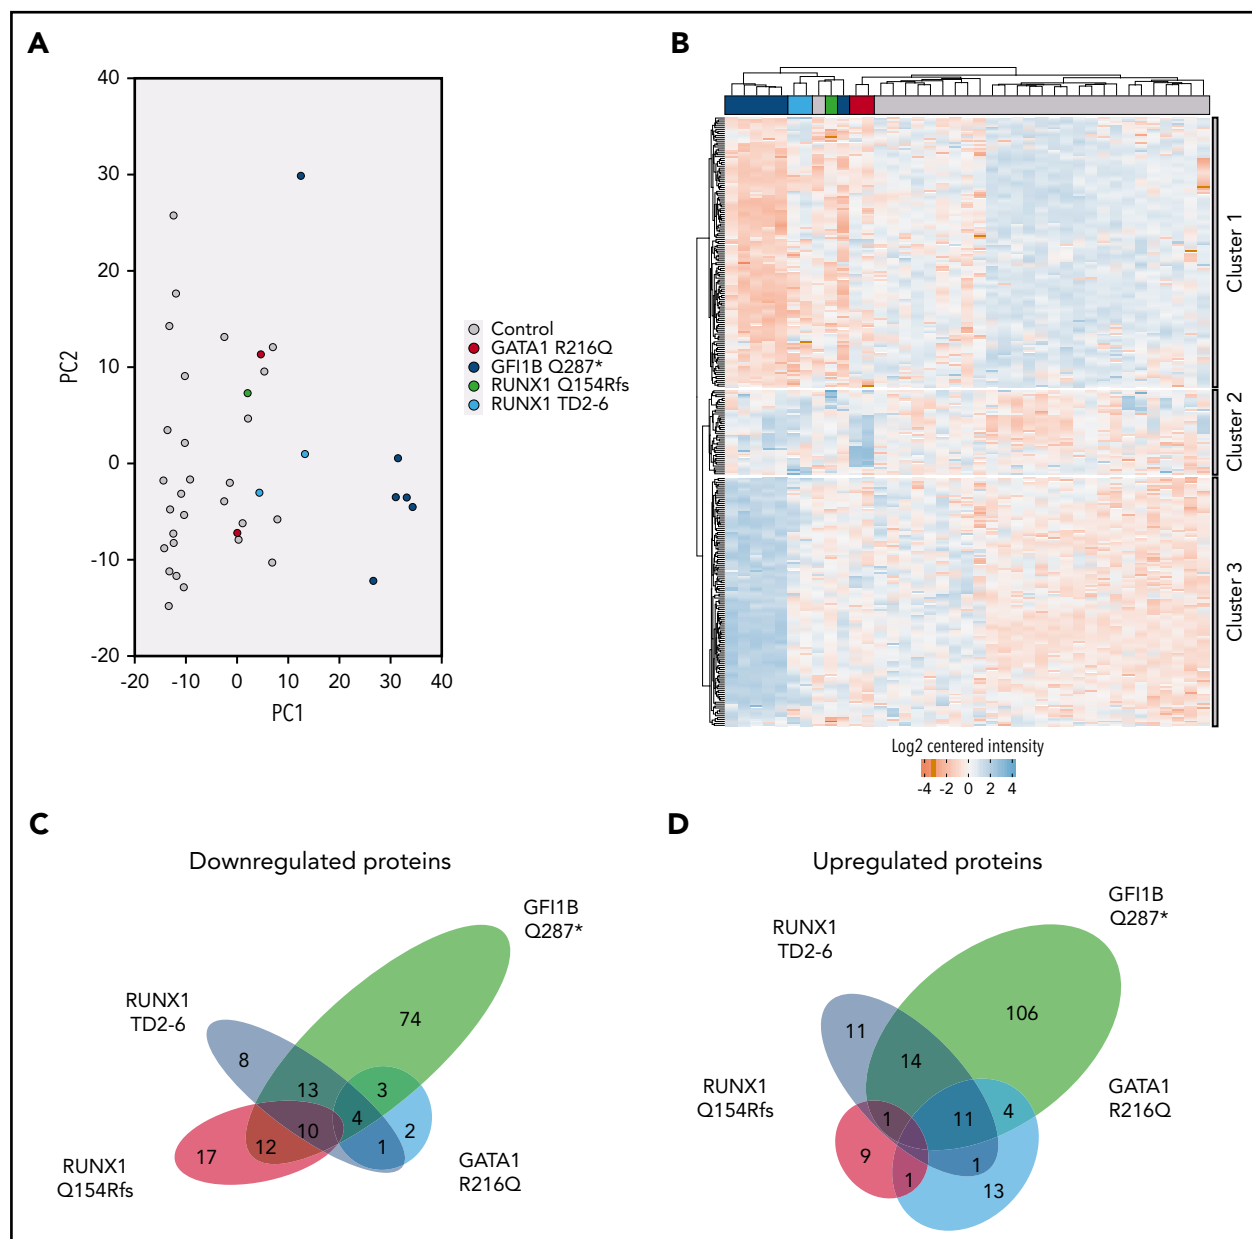 A
40
30
20
10
0
-10
-20
PC2
-20
-10
0
10
20
30
40
PC1
Control
GATA1 R216Q
GFI1B Q287*
RUNX1 Q154Rfs
RUNX1 TD2-6
B
Cluster 1
Cluster 2
Cluster 3
Log2 centered intensity
-4 -2 0 2 4
C
Downregulated proteins
GFI1B
Q287*
RUNX1
TD2-6
RUNX1
Q154Rfs
GATA1
R216Q
74
8
13
3
4
2
10
12
1
17
D
Upregulated proteins
GFI1B
Q287*
RUNX1
TD2-6
RUNX1
Q154Rfs
GATA1
R216Q
106
11
14
1
11
4
9
1
1
13